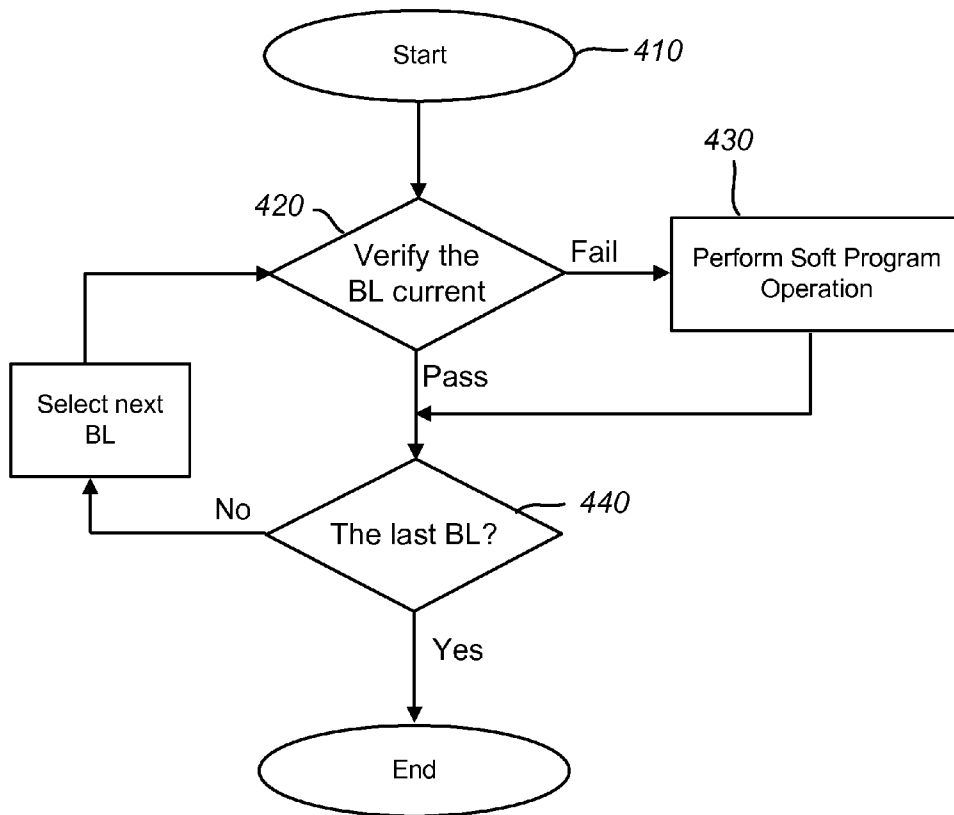 Start
410
430
420
Verify the
BL current
Fail
Perform Soft Program
Operation
Pass
Select next
BL
No
440
The last BL?
Yes
End